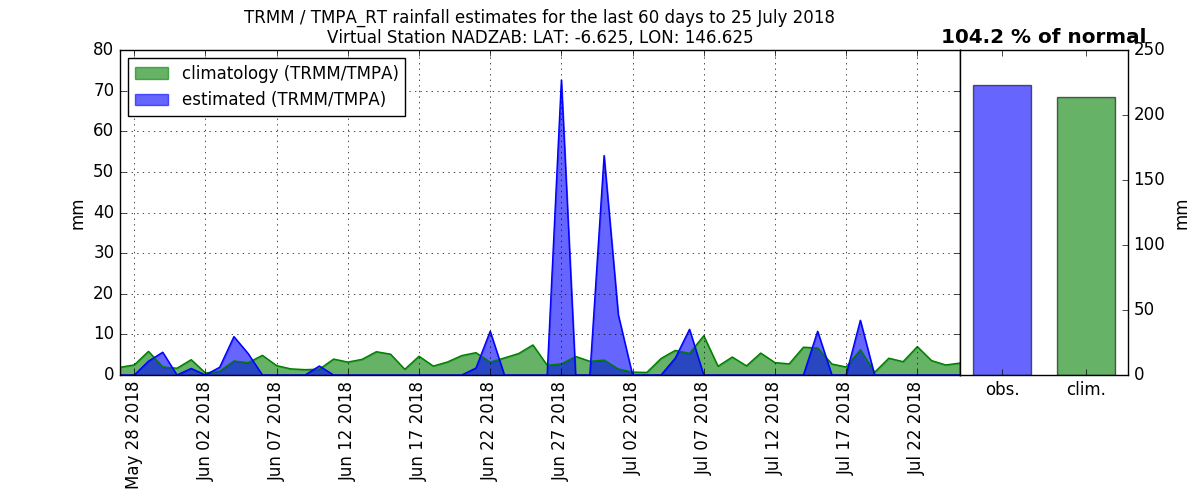 TRMM / TMPA_RT rainfall estimates for the last 60 days to 25 July 2018
Virtual Station NADZAB: LAT: -6.625, LON: 146.625
104.2 % of normal
climatology (TRMM/TMPA)
estimated (TRMM/TMPA)
mm
80
70
60
50
40
30
20
10
0
May 28 2018
Jun 02 2018
Jun 07 2018
Jun 12 2018
Jun 17 2018
Jun 22 2018
Jun 27 2018
Jul 02 2018
Jul 07 2018
Jul 12 2018
Jul 17 2018
Jul 22 2018
250
200
150
100
50
0
mm
obs.
clim.